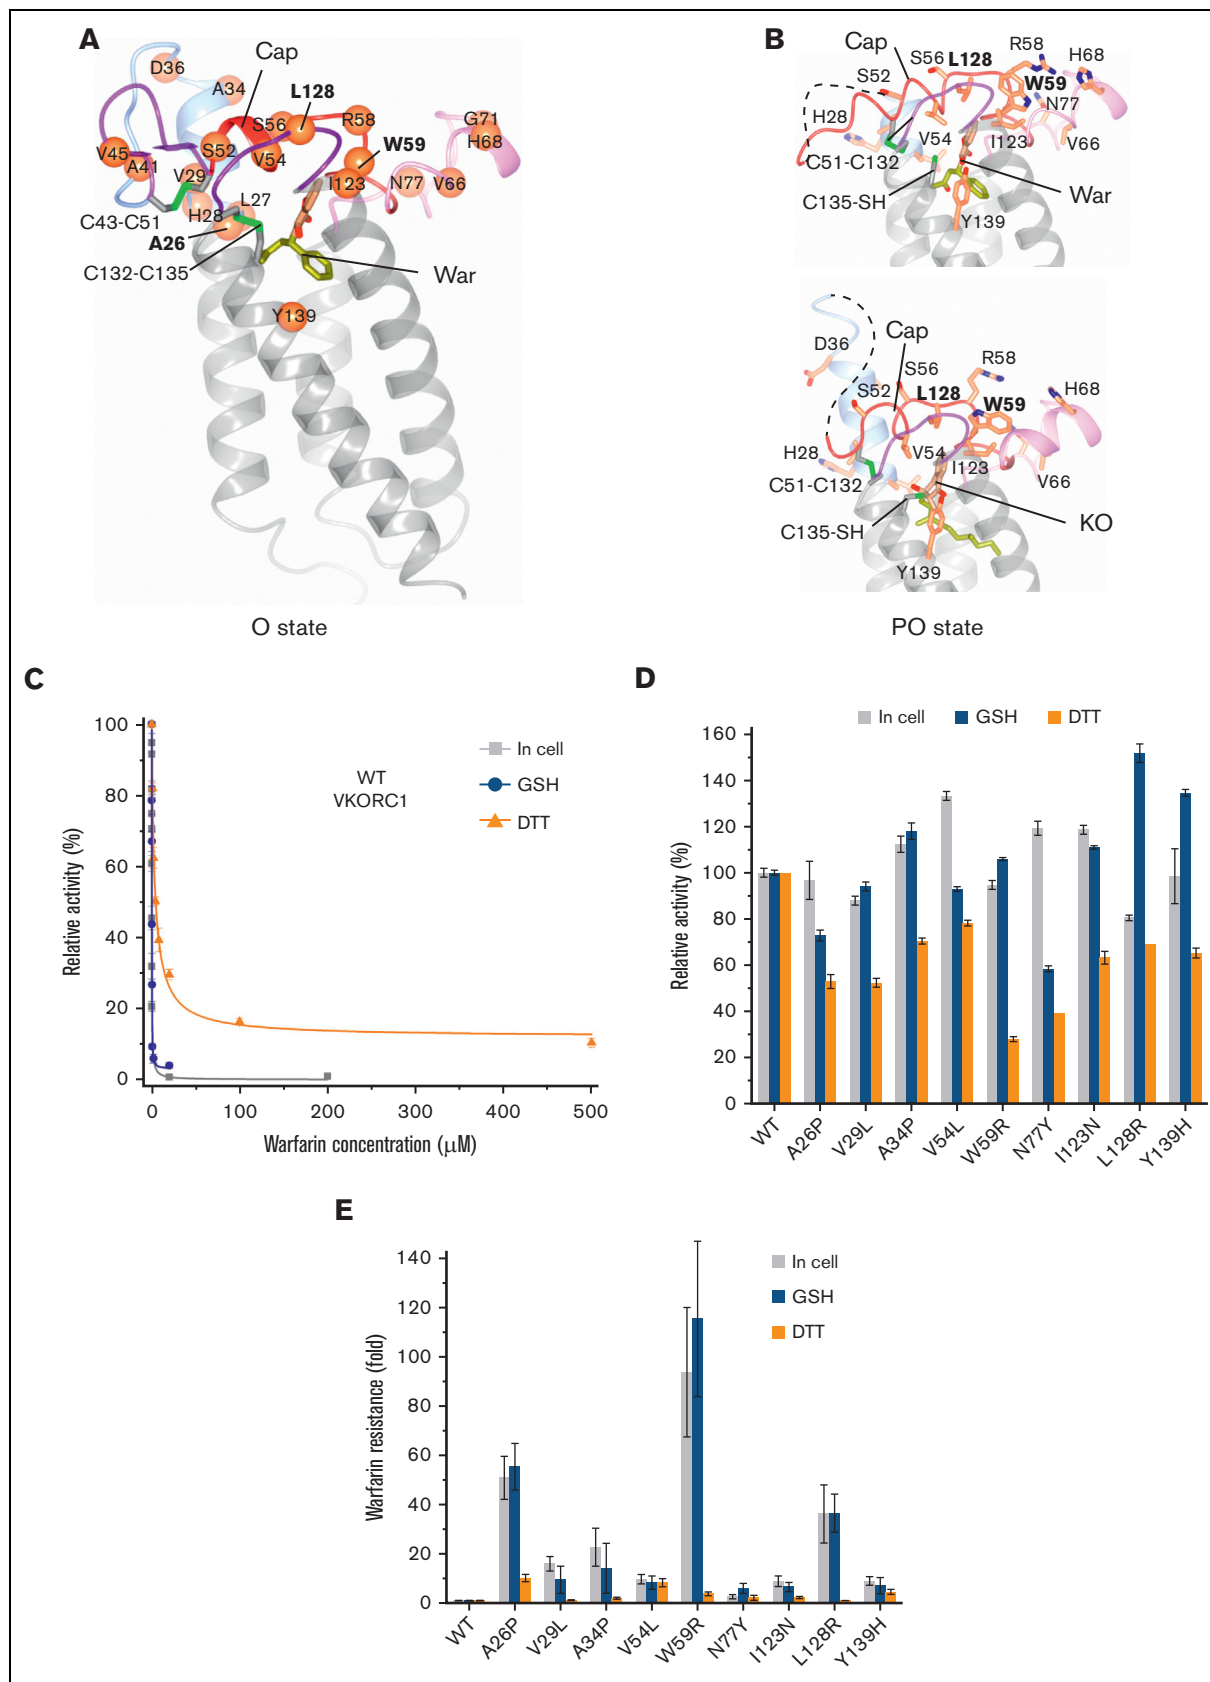 A
Cap
D36
A34
L128
S56
R58
G71
H68
V45
S52
V54
W59
A41
V29
I123
N77
V66
C43-C51
H28
L27
A26
C132-C135
War
Y139
O state
B
Cap
S56
L128
R58
H68
S52
W59
H28
N77
V54
I123
V66
C51-C132
C135-SH
War
Y139
D36
Cap
S56
R58
S52
L128
H68
W59
H28
V54
I123
V66
C51-C132
C135-SH
KO
Y139
PO state
C
Relative activity (%)
100
80
60
40
20
0
WT
VKORC1
In cell
GSH
DTT
0 100 200 300 400 500
Warfarin concentration (μM)
D
In cell GSH DTT
Relative activity (%)
160
140
120
100
80
60
40
20
0
WT A26P V29L A34P V54L W59R N77Y I123N L128R Y139H
E
In cell
GSH
DTT
Warfarin resistance (fold)
140
120
100
80
60
40
20
0
WT A26P V29L A34P V54L W59R N77Y I123N L128R Y139H